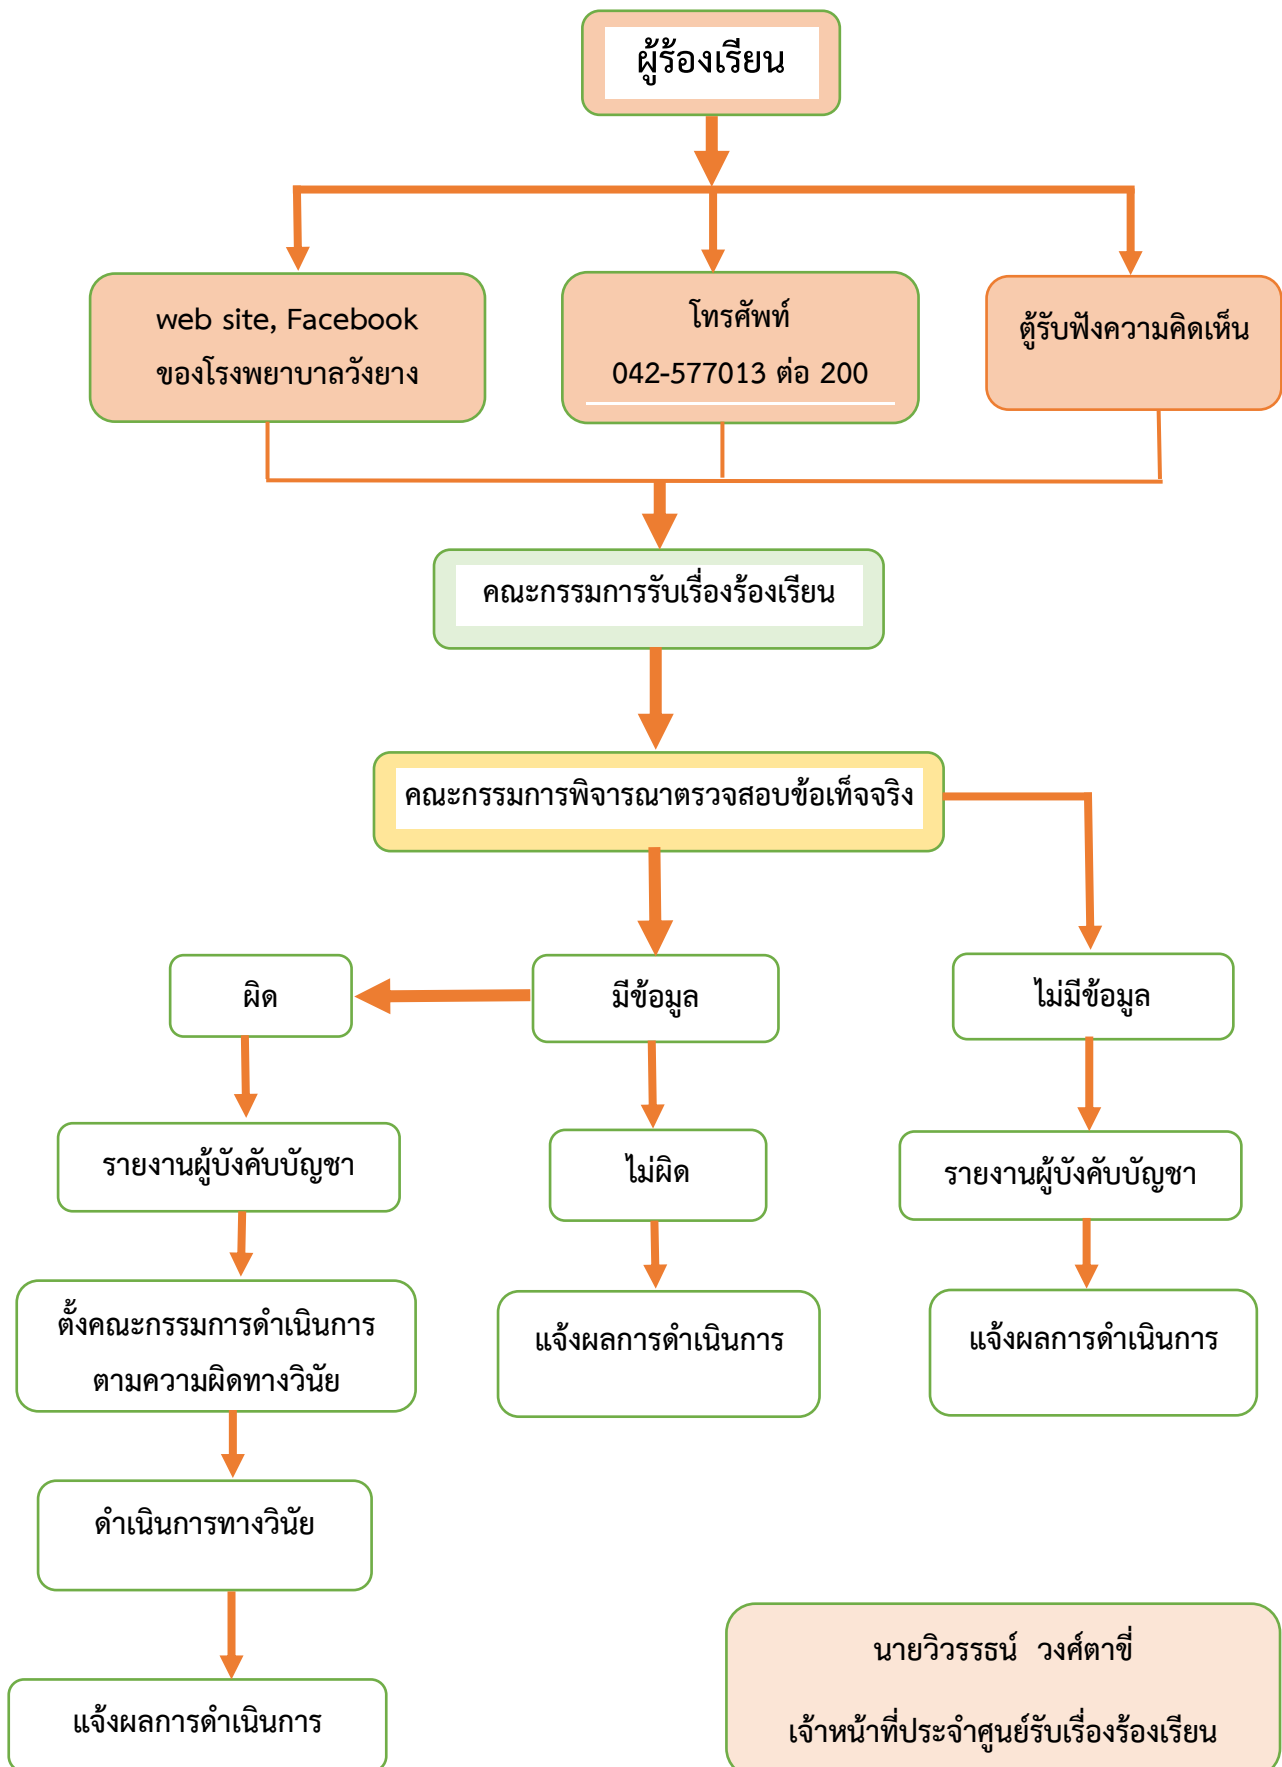 ผู้ร้องเรียน
web site, Facebook
ของโรงพยาบาลวังยาง
โทรศัพท์
042-577013 ต่อ 200
ตู้รับฟังความคิดเห็น
คณะกรรมการรับเรื่องร้องเรียน
คณะกรรมการพิจารณาตรวจสอบข้อเท็จจริง
ผิด
มีข้อมูล
ไม่มีข้อมูล
รายงานผู้บังคับบัญชา
ไม่ผิด
รายงานผู้บังคับบัญชา
ตั้งคณะกรรมการดำเนินการ
ตามความผิดทางวินัย
แจ้งผลการดำเนินการ
แจ้งผลการดำเนินการ
ดำเนินการทางวินัย
แจ้งผลการดำเนินการ
นายวิวรรธน์ วงศ์ตาขี่
เจ้าหน้าที่ประจำศูนย์รับเรื่องร้องเรียน